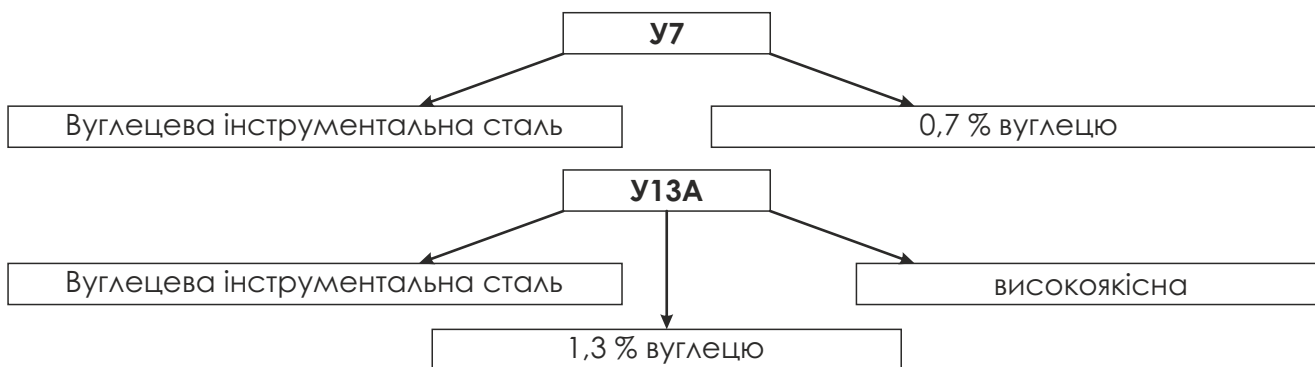 У7
Вуглецева інструментальна сталь
0,7 % вуглецю
У13А
Вуглецева інструментальна сталь
високоякісна
1,3 % вуглецю